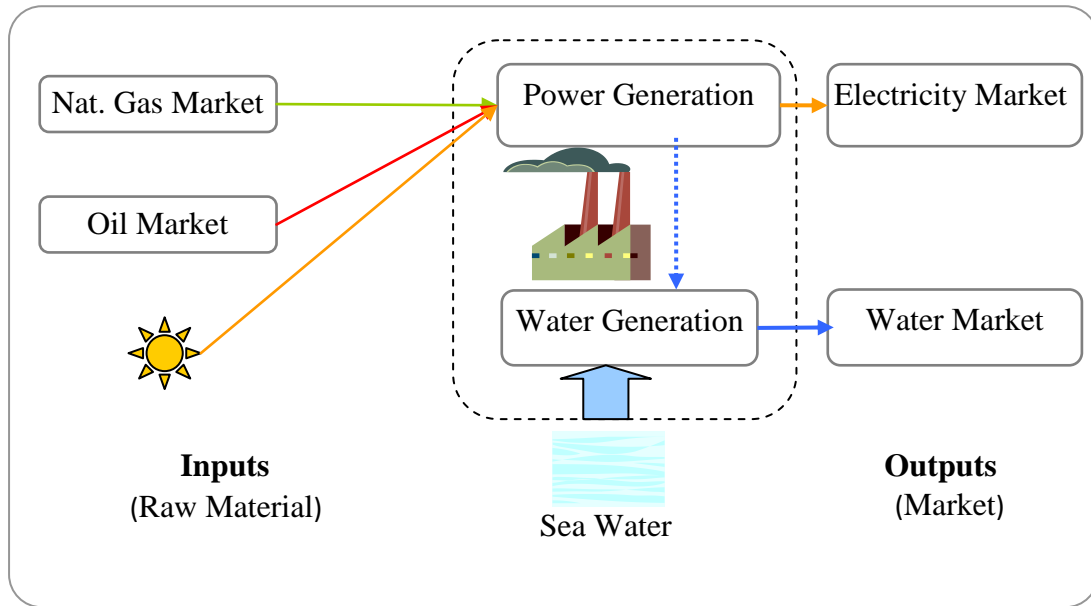 Nat. Gas Market
Power Generation
Electricity Market
Oil Market
Water Generation
Water Market
Inputs
(Raw Material)
Sea Water
Outputs
(Market)